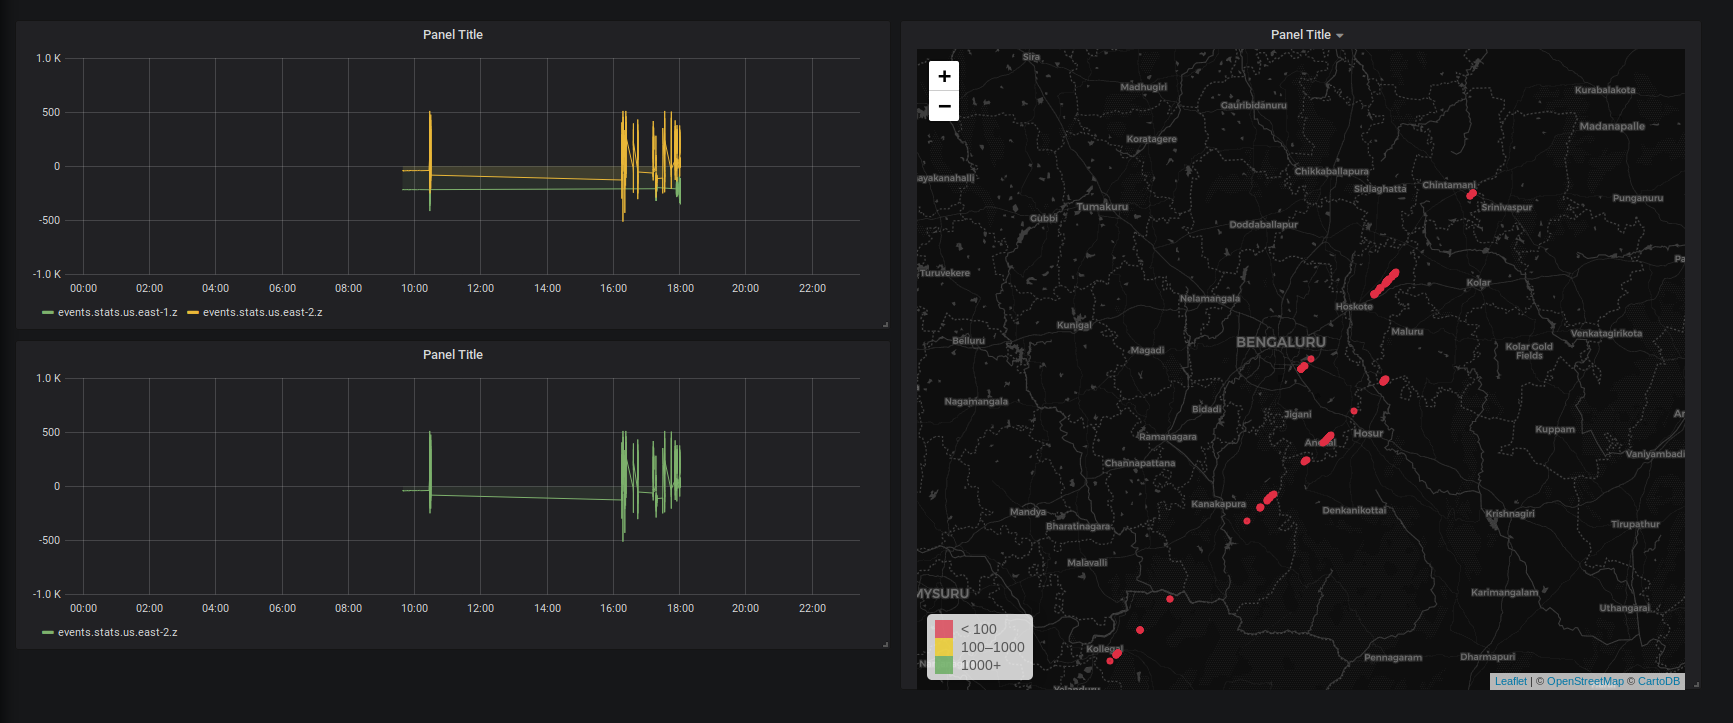 Panel Title
1.0 K
500
0
-500
-1.0 K
00:00 02:00 04:00 06:00 08:00 10:00 12:00 14:00 16:00 18:00 20:00 22:00
events.stats.us.east-1.z events.stats.us.east-2.z
Panel Title
1.0 K
500
0
-500
-1.0 K
00:00 02:00 04:00 06:00 08:00 10:00 12:00 14:00 16:00 18:00 20:00 22:00
events.stats.us.east-2.z
Panel Title
+
−
Sira
Madhugiri
Kurabalakota
Gauribidanuru
Madanapalle
Koratagere
Chikkaballapura
ayakanahalli
Sidlaghatta
Chintamani
Punganuru
Tumakuru
Srinivaspur
Gubbi
Doddaballapur
Pa
Turuvekere
Kolar
Nelamangala
Hoskote
Kunigal
Maluru
Venkatagirikota
Belluru
BENGALURU
Magadi
Kolar Gold
Fields
Nagamangala
Bidadi
Jigani
Ar
Ramanagara
Hosur
Kuppam
Vaniyambadi
Channapattana
Kanakapura
Denkanikottai
Mandya
Krishnagiri
Bharatinagara
Tirupathur
Malavalli
MYSURU
Karimangalam
Uthangarai
Kollegal
Pennagaram
Dharmapuri
< 100
100–1000
1000+
Leaflet | © OpenStreetMap © CartoDB